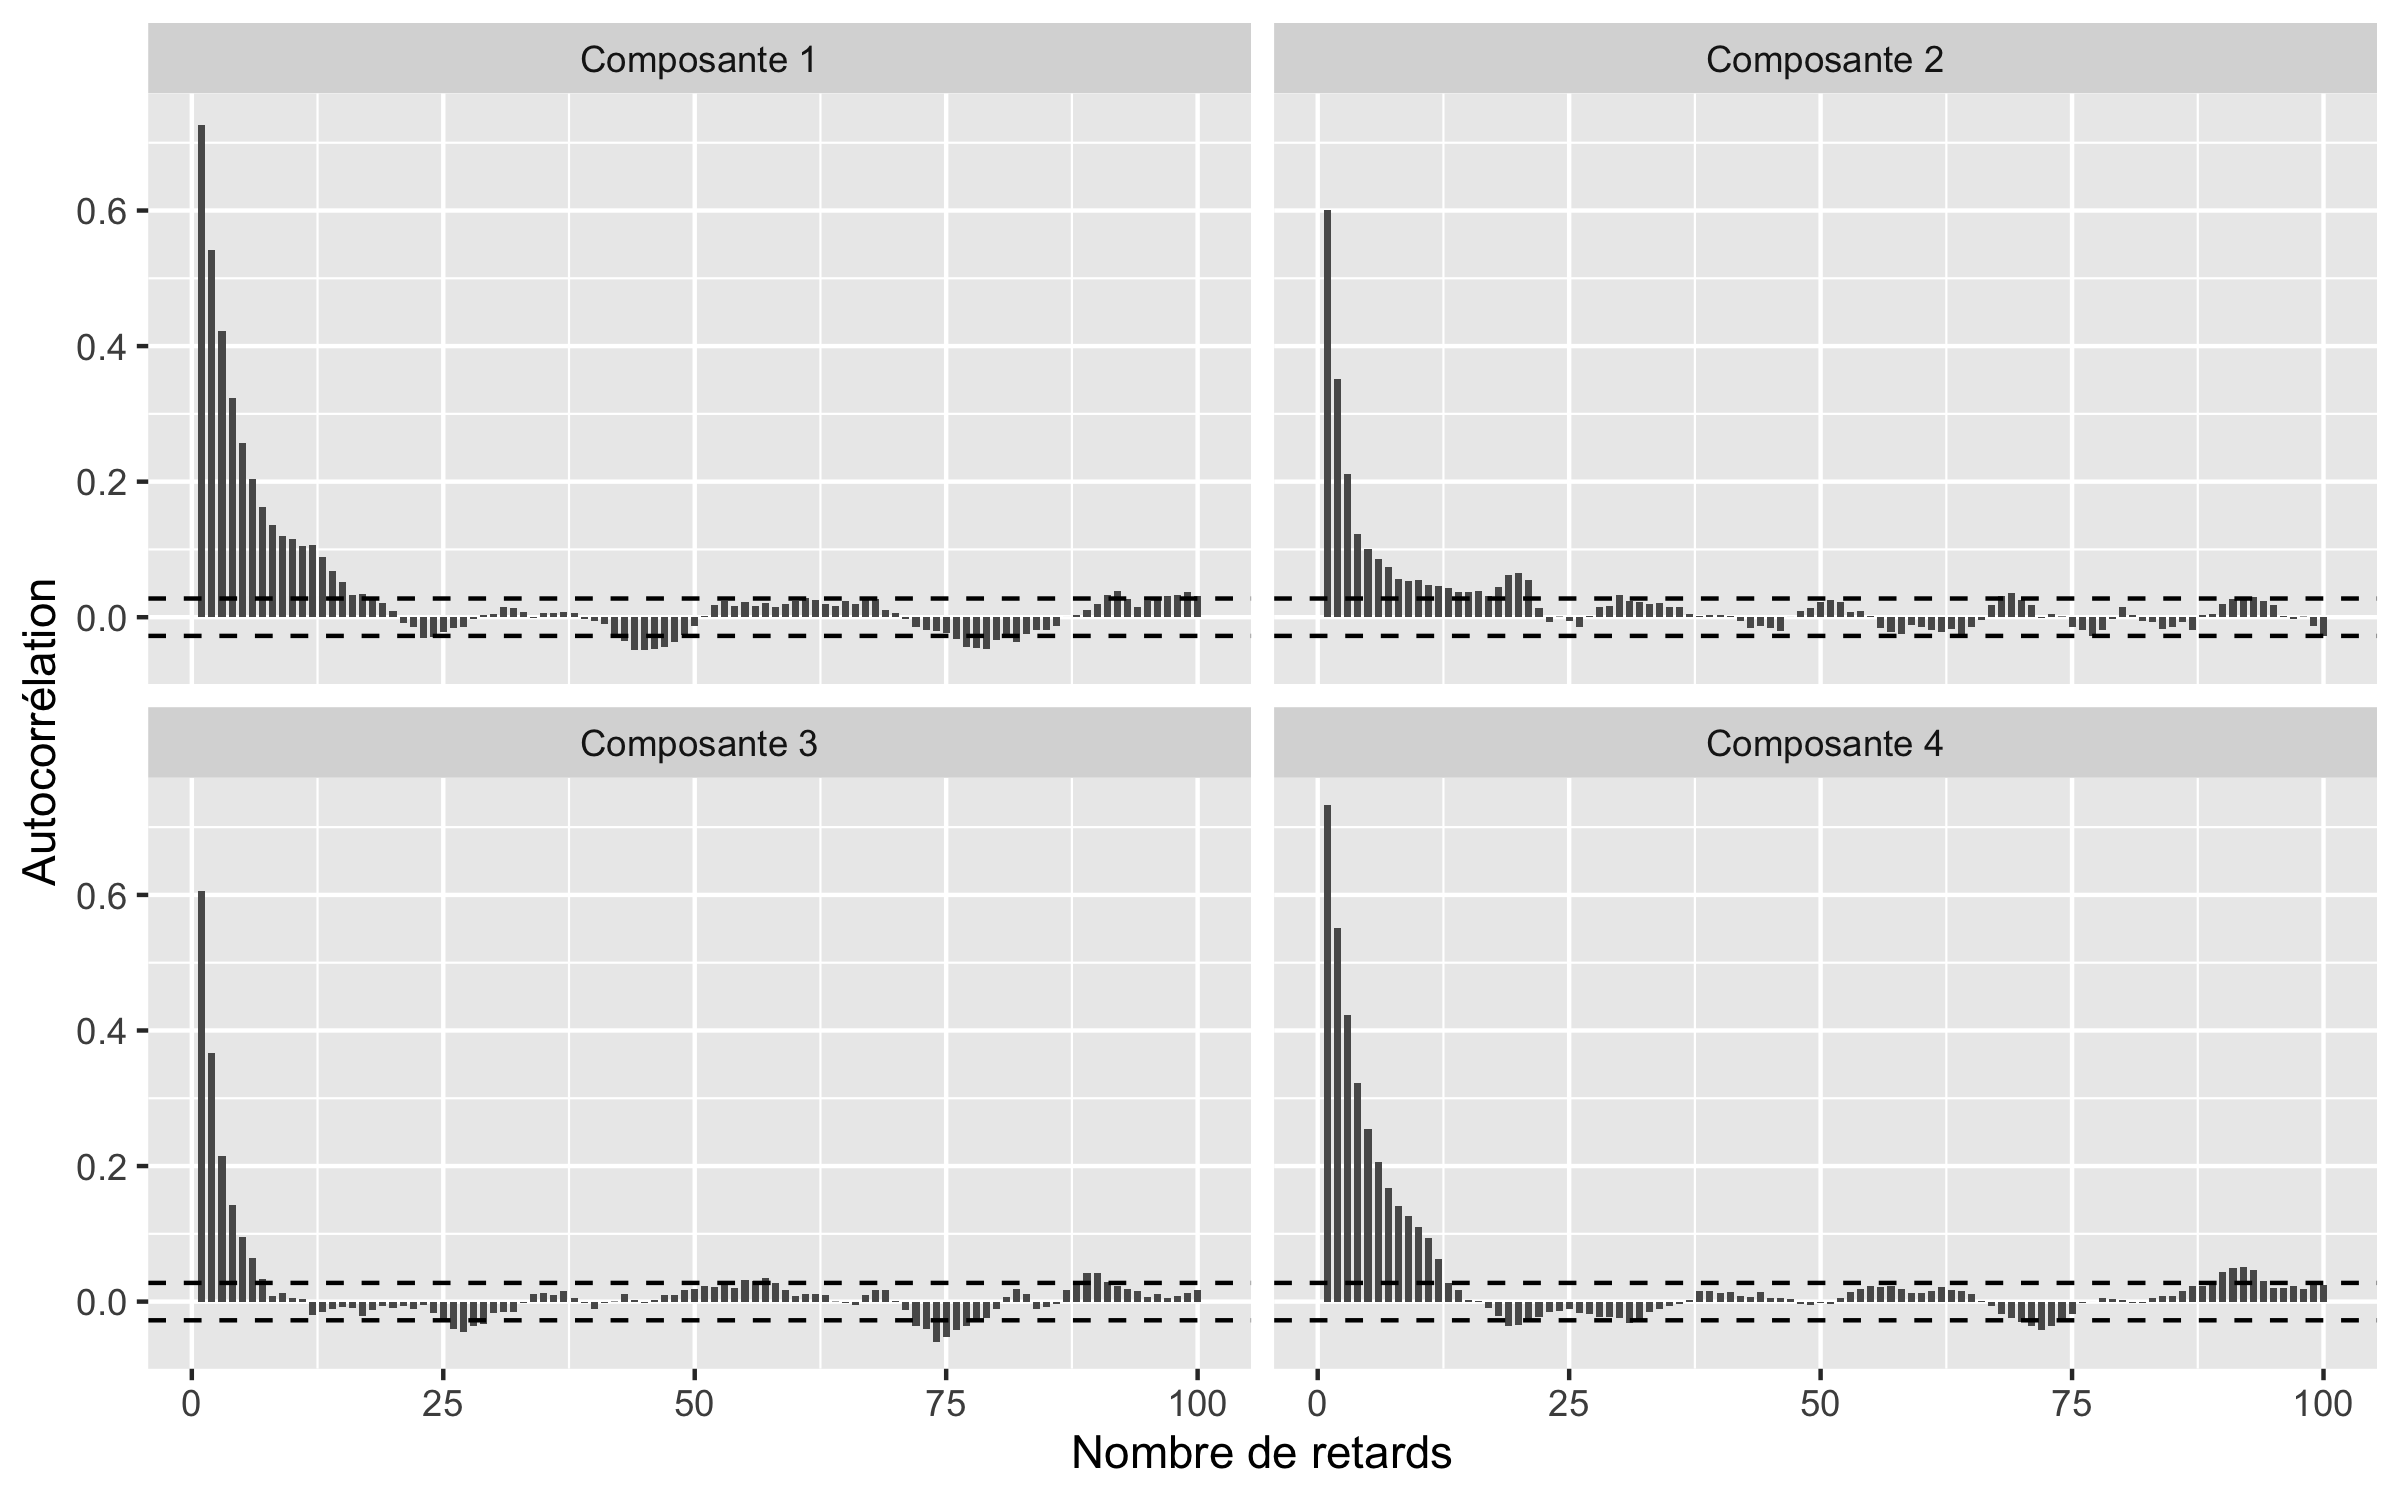 Composante 1
Composante 2
0.6
0.4
0.2
0.0
Composante 3
Composante 4
0.6
0.4
0.2
0.0
0 25 50 75 100
0 25 50 75 100
Nombre de retards
Autocorrélation